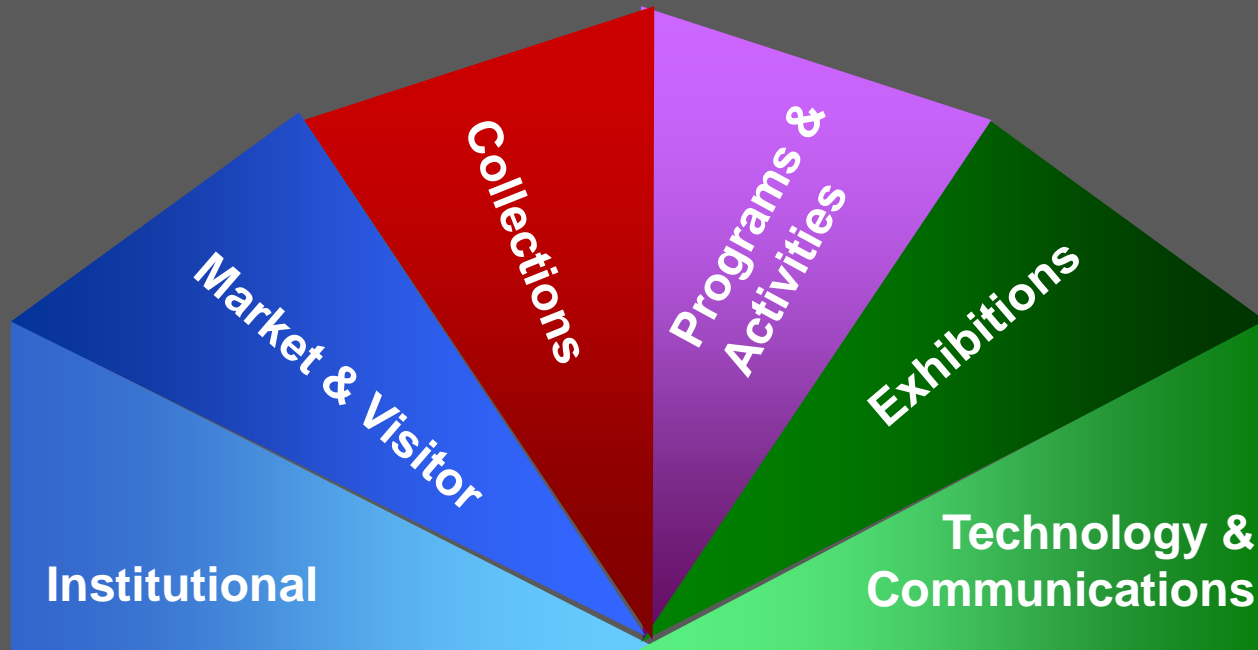 Institutional
Market & Visitor
Collections
Programs &
Activities
Exhibitions
Technology &
Communications